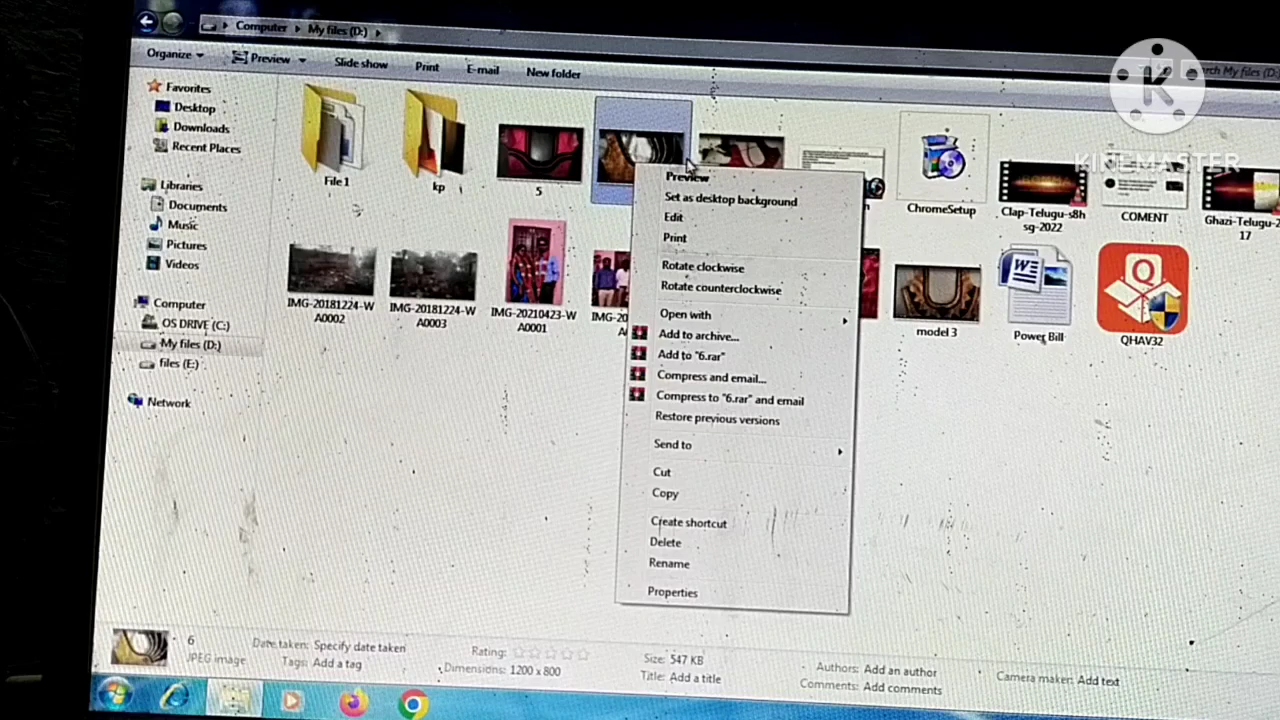 Computer
My files (D:)
rch My files (D:
Organize
Preview
Slide show
Print
E-mail
New folder
Favorites
Desktop
Downloads
Recent Places
Libraries
Documents
Music
Pictures
Videos
Computer
OS DRIVE (C:)
My files (D:)
files (E:)
Network
File 1
kp
5
ChromeSetup
Clap-Telugu-s8h
sg-2022
COMENT
Ghazi-Telugu-2
17
IMG-20181224-W
A0002
IMG-20181224-W
A0003
IMG-20210423-W
A0001
IMG-20
model 3
Power Bill
QHAV32
Preview
Set as desktop background
Edit
Print
Rotate clockwise
Rotate counterclockwise
Open with
Add to archive...
Add to "6.rar"
Compress and email...
Compress to "6.rar" and email
Restore previous versions
Send to
Cut
Copy
Create shortcut
Delete
Rename
Properties
6
JPEG image
Date taken: Specify date taken
Tags: Add a tag
Rating:
Dimensions: 1200 x 800
Size: 547 KB
Title: Add a title
Authors: Add an author
Comments: Add comments
Camera maker: Add text
K
KINEMASTER